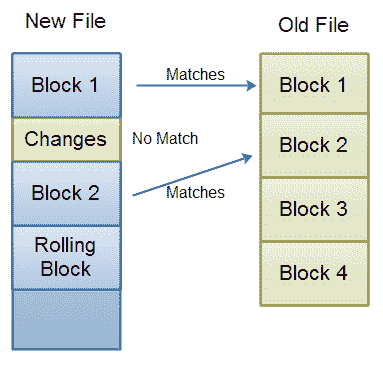 New File
Old File
Block 1
Matches
Block 1
Changes
No Match
Block 2
Block 2
Matches
Rolling
Block
Block 3
Block 4